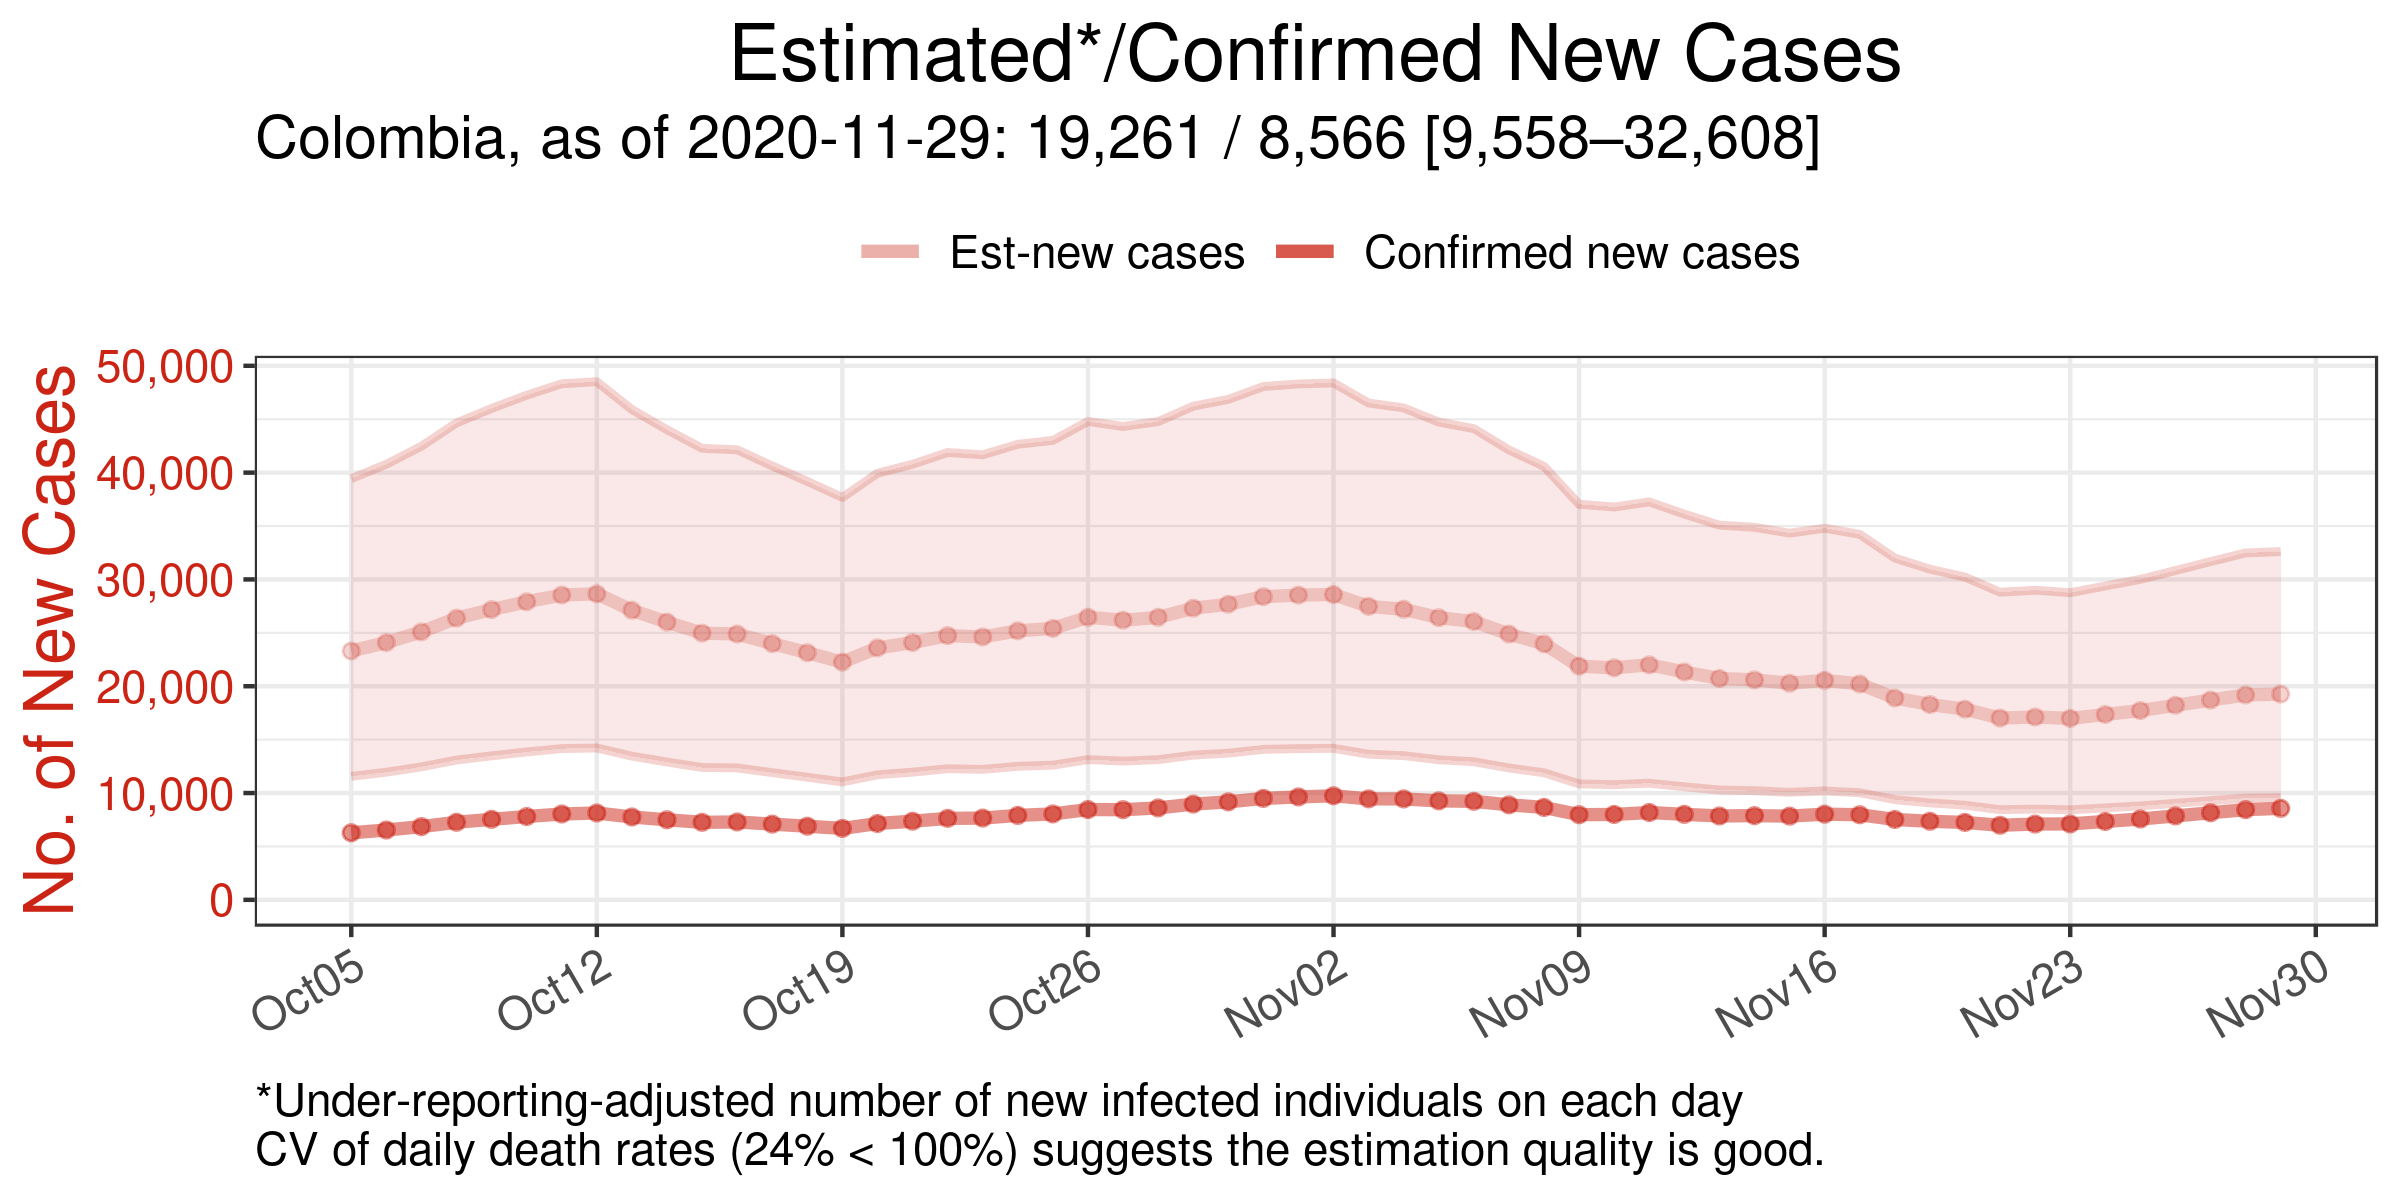 Estimated*/Confirmed New Cases
Colombia, as of 2020-11-29: 19,261 / 8,566 [9,558–32,608]
Est-new cases
Confirmed new cases
No. of New Cases
50,000
40,000
30,000
20,000
10,000
0
Oct05
Oct12
Oct19
Oct26
Nov02
Nov09
Nov16
Nov23
Nov30
*Under-reporting-adjusted number of new infected individuals on each day
CV of daily death rates (24% < 100%) suggests the estimation quality is good.